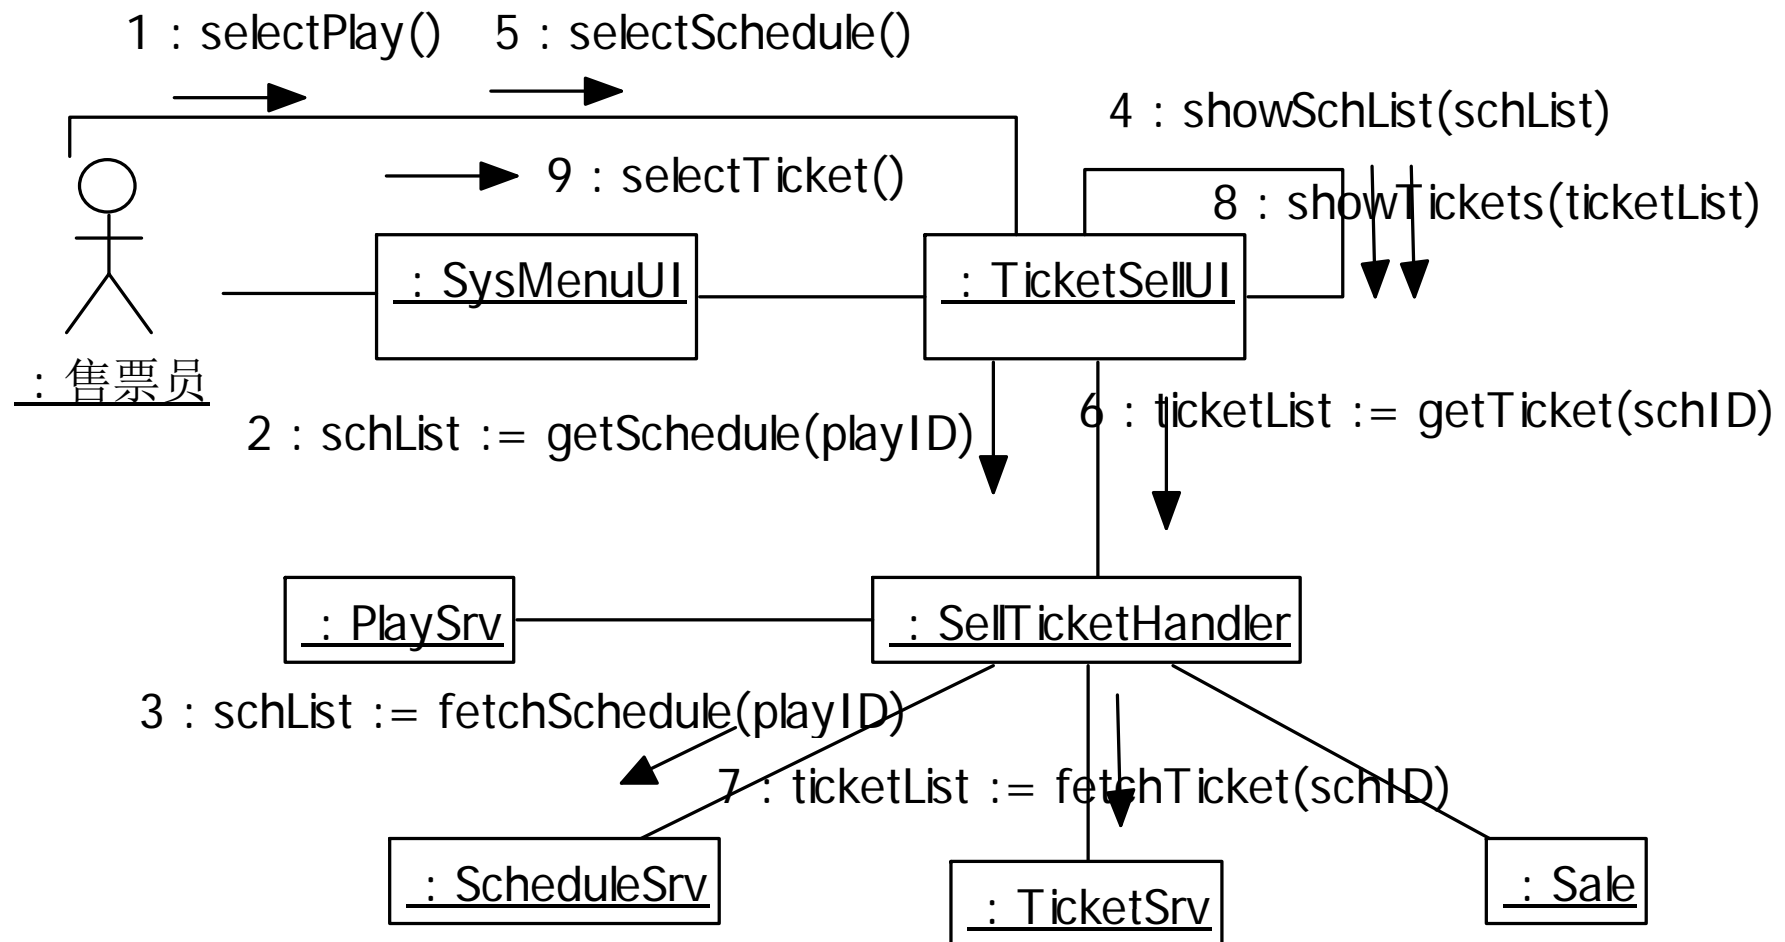 1 : selectPlay()
5 : selectSchedule()
4 : showSchList(schList)
9 : selectTicket()
8 : showTickets(ticketList)
: SysMenuUI
: TicketSellUI
: 售票员
2 : schList := getSchedule(playID)
6 : ticketList := getTicket(schID)
: PlaySrv
: SellTicketHandler
3 : schList := fetchSchedule(playID)
7 : ticketList := fetchTicket(schID)
: ScheduleSrv
: TicketSrv
: Sale